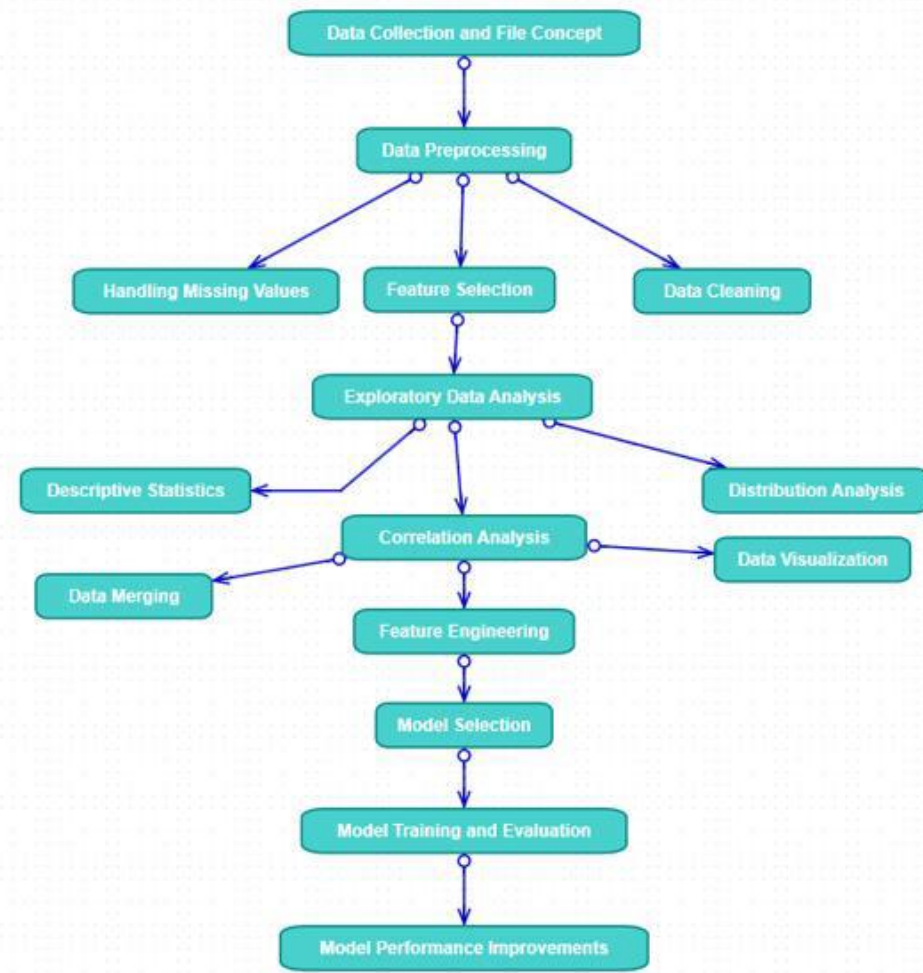 Data Collection and File Concept
Data Preprocessing
Handling Missing Values
Feature Selection
Data Cleaning
Exploratory Data Analysis
Descriptive Statistics
Distribution Analysis
Correlation Analysis
Data Visualization
Data Merging
Feature Engineering
Model Selection
Model Training and Evaluation
Model Performance Improvements